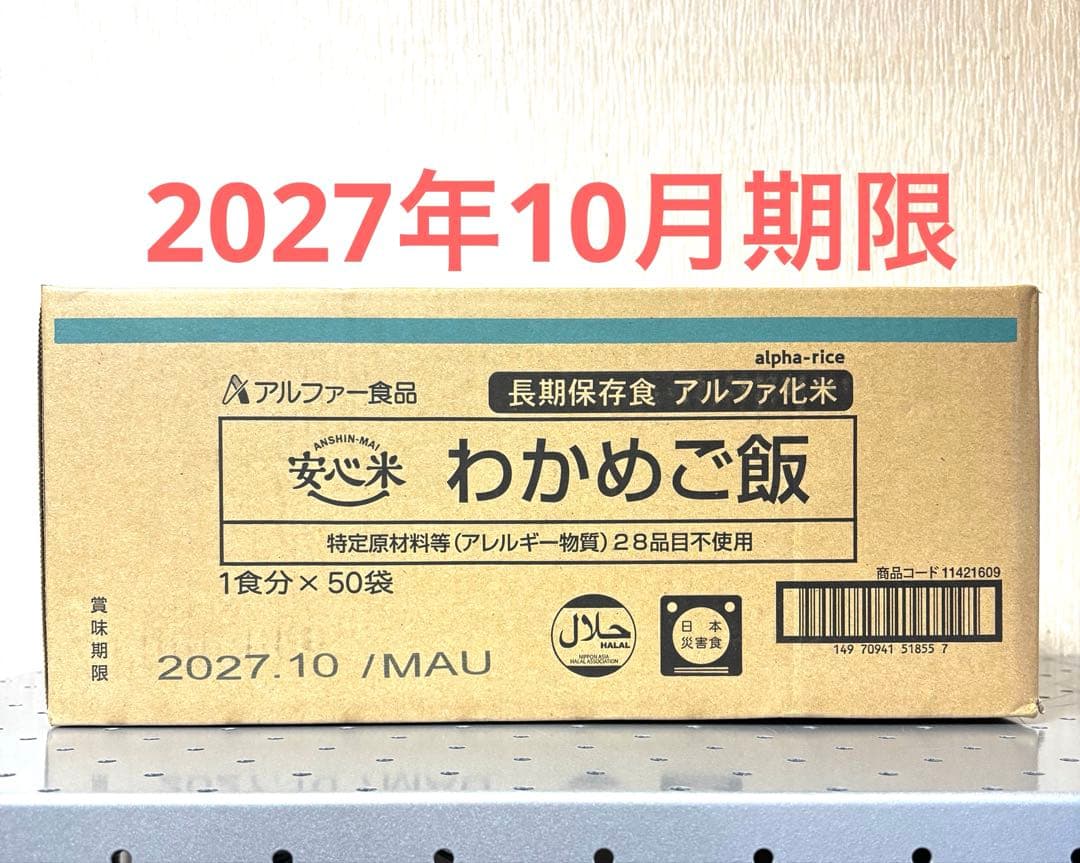 2027年10月期限
alpha-rice
アルファー食品
長期保存食 アルファ化米
ANSHIN-MAI
安心米
わかめご飯
特定原材料等(アレルギー物質)28品目不使用
1食分×50袋
商品コード 11421609
賞味期限
2027.10 /MAU
حلال
HALAL
NIPPON ASIA
HALAL ASSOCIATION
日本
災害食
149 70941 51855 7